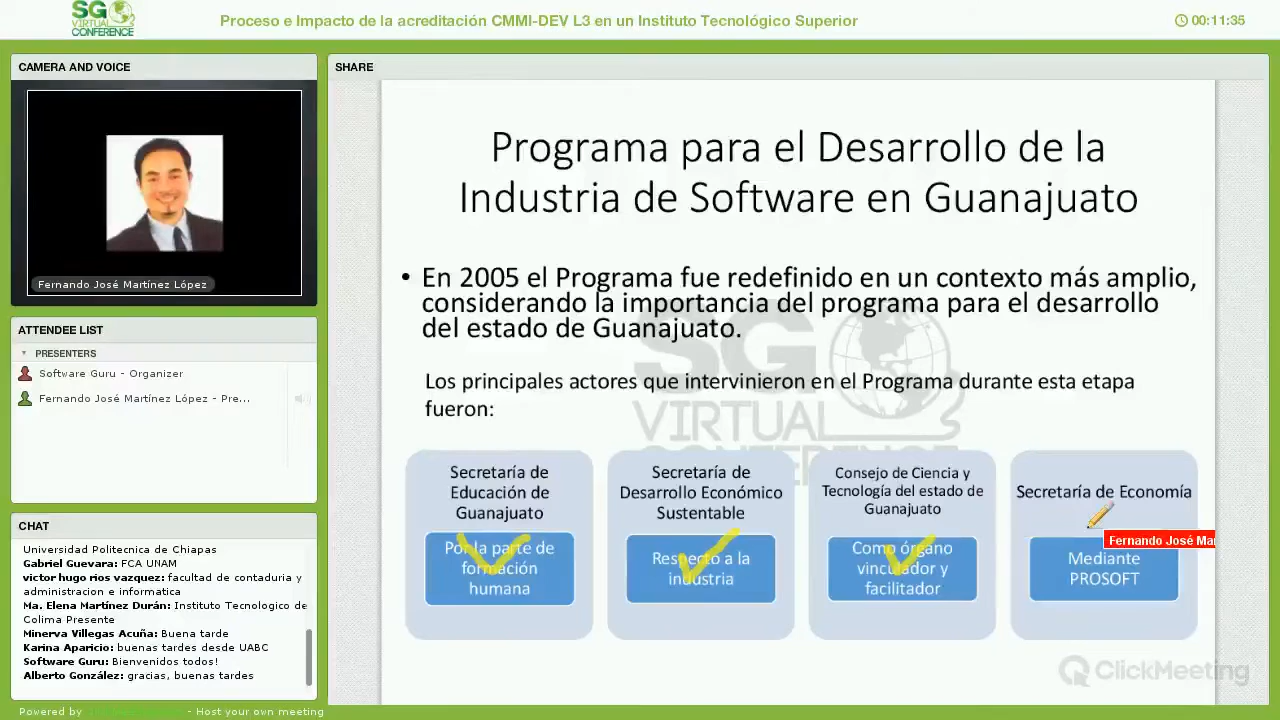 SG
VIRTUAL
CONFERENCE
Proceso e Impacto de la acreditación CMMI-DEV L3 en un Instituto Tecnológico Superior
00:11:35
CAMERA AND VOICE
Fernando José Martínez López
ATTENDEE LIST
PRESENTERS
Software Guru - Organizer
Fernando José Martínez López - Pre...
CHAT
Universidad Politecnica de Chiapas
Gabriel Guevara: FCA UNAM
victor hugo rios vazquez: facultad de contaduria y
administracion e informatica
Ma. Elena Martínez Durán: Instituto Tecnologico de
Colima Presente
Minerva Villegas Acuña: Buena tarde
Karina Aparicio: buenas tardes desde UABC
Software Guru: Bienvenidos todos!
Alberto González: gracias, buenas tardes
Powered by
- Host your own meeting
SHARE
Programa para el Desarrollo de la
Industria de Software en Guanajuato
• En 2005 el Programa fue redefinido en un contexto más amplio,
considerando la importancia del programa para el desarrollo
del estado de Guanajuato.
Los principales actores que intervinieron en el Programa durante esta etapa
fueron:
SG
VIRTUAL
CONFERENCE
Secretaría de
Educación de
Guanajuato
Por la parte de
formación
humana
Secretaría de
Desarrollo Económico
Sustentable
Respecto a la
industria
Consejo de Ciencia y
Tecnología del estado de
Guanajuato
Como órgano
vinculador y
facilitador
Secretaría de Economía
Fernando José Mar
Mediante
PROSOFT
ClickMeeting